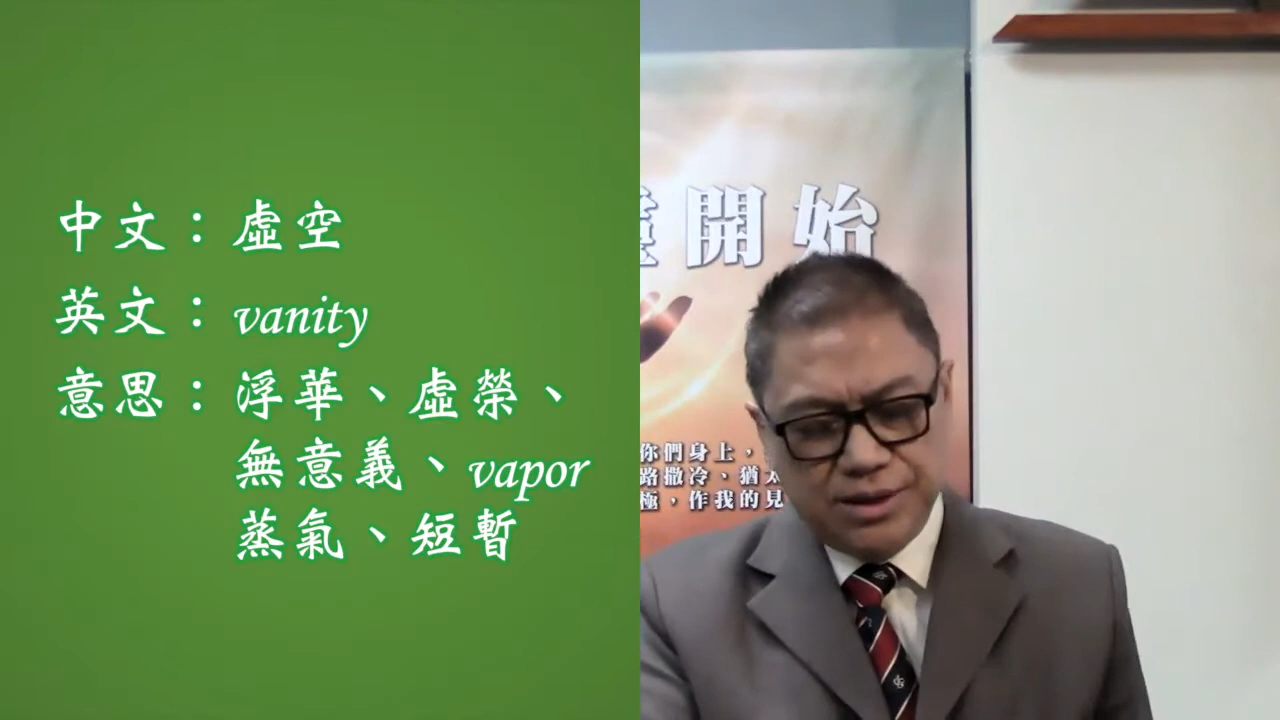 中文：虛空
英文：vanity
意思：浮華、虛榮、
無意義、vapor
蒸氣、短暫
開始
你們身上，
路撒冷、猶太
極，作我的見